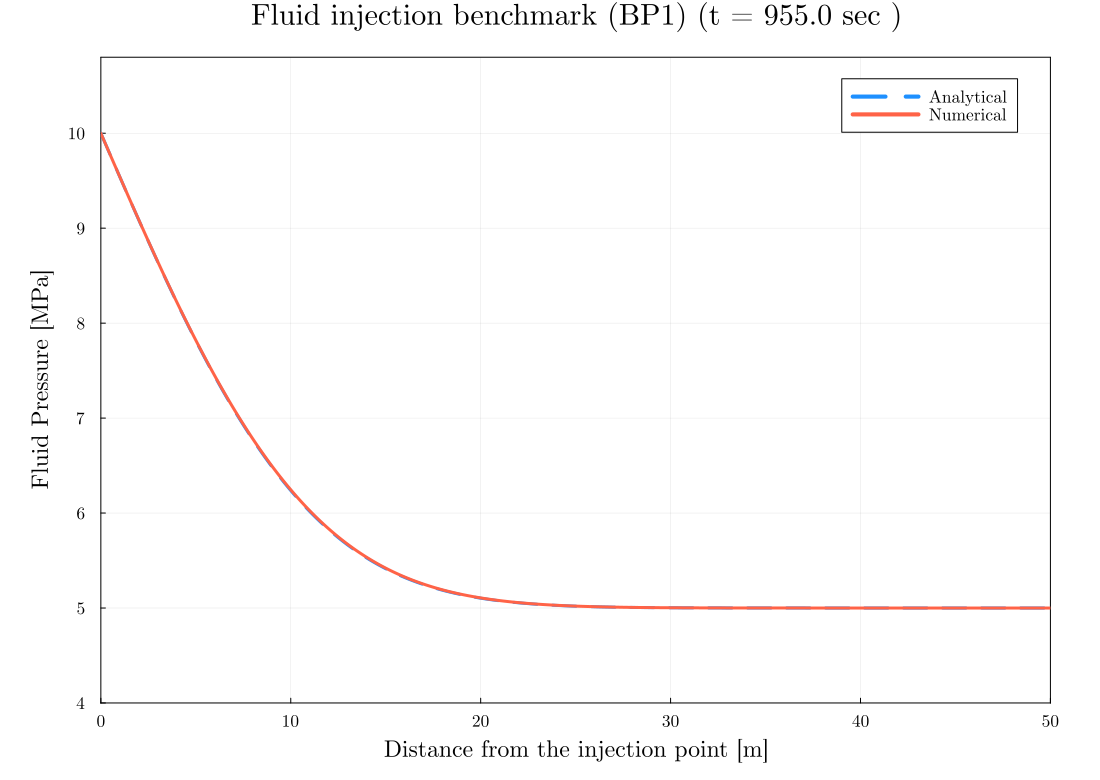 Fluid injection benchmark (BP1) (t = 955.0 sec )
Analytical
Numerical
Fluid Pressure [MPa]
10
9
8
7
6
5
4
0 10 20 30 40 50
Distance from the injection point [m]